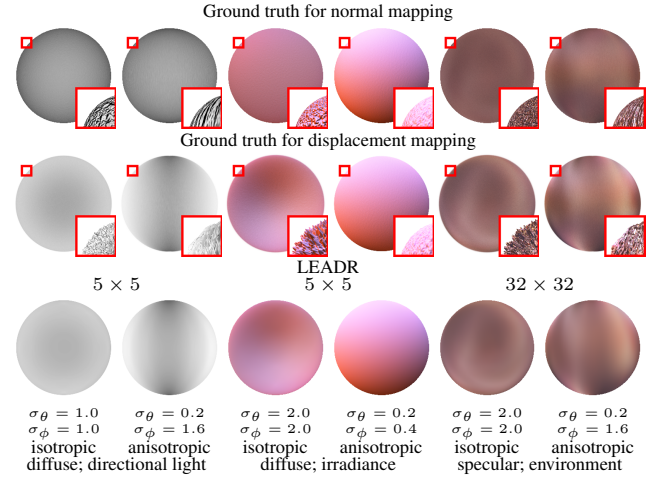 Ground truth for normal mapping
Ground truth for displacement mapping
LEADR
5 × 5 5 × 5 32 × 32
σθ = 1.0 σθ = 0.2 σθ = 2.0 σθ = 0.2 σθ = 2.0 σθ = 0.2
σϕ = 1.0 σϕ = 1.6 σϕ = 2.0 σϕ = 0.4 σϕ = 2.0 σϕ = 1.6
isotropic anisotropic isotropic anisotropic isotropic anisotropic
diffuse; directional light diffuse; irradiance specular; environment